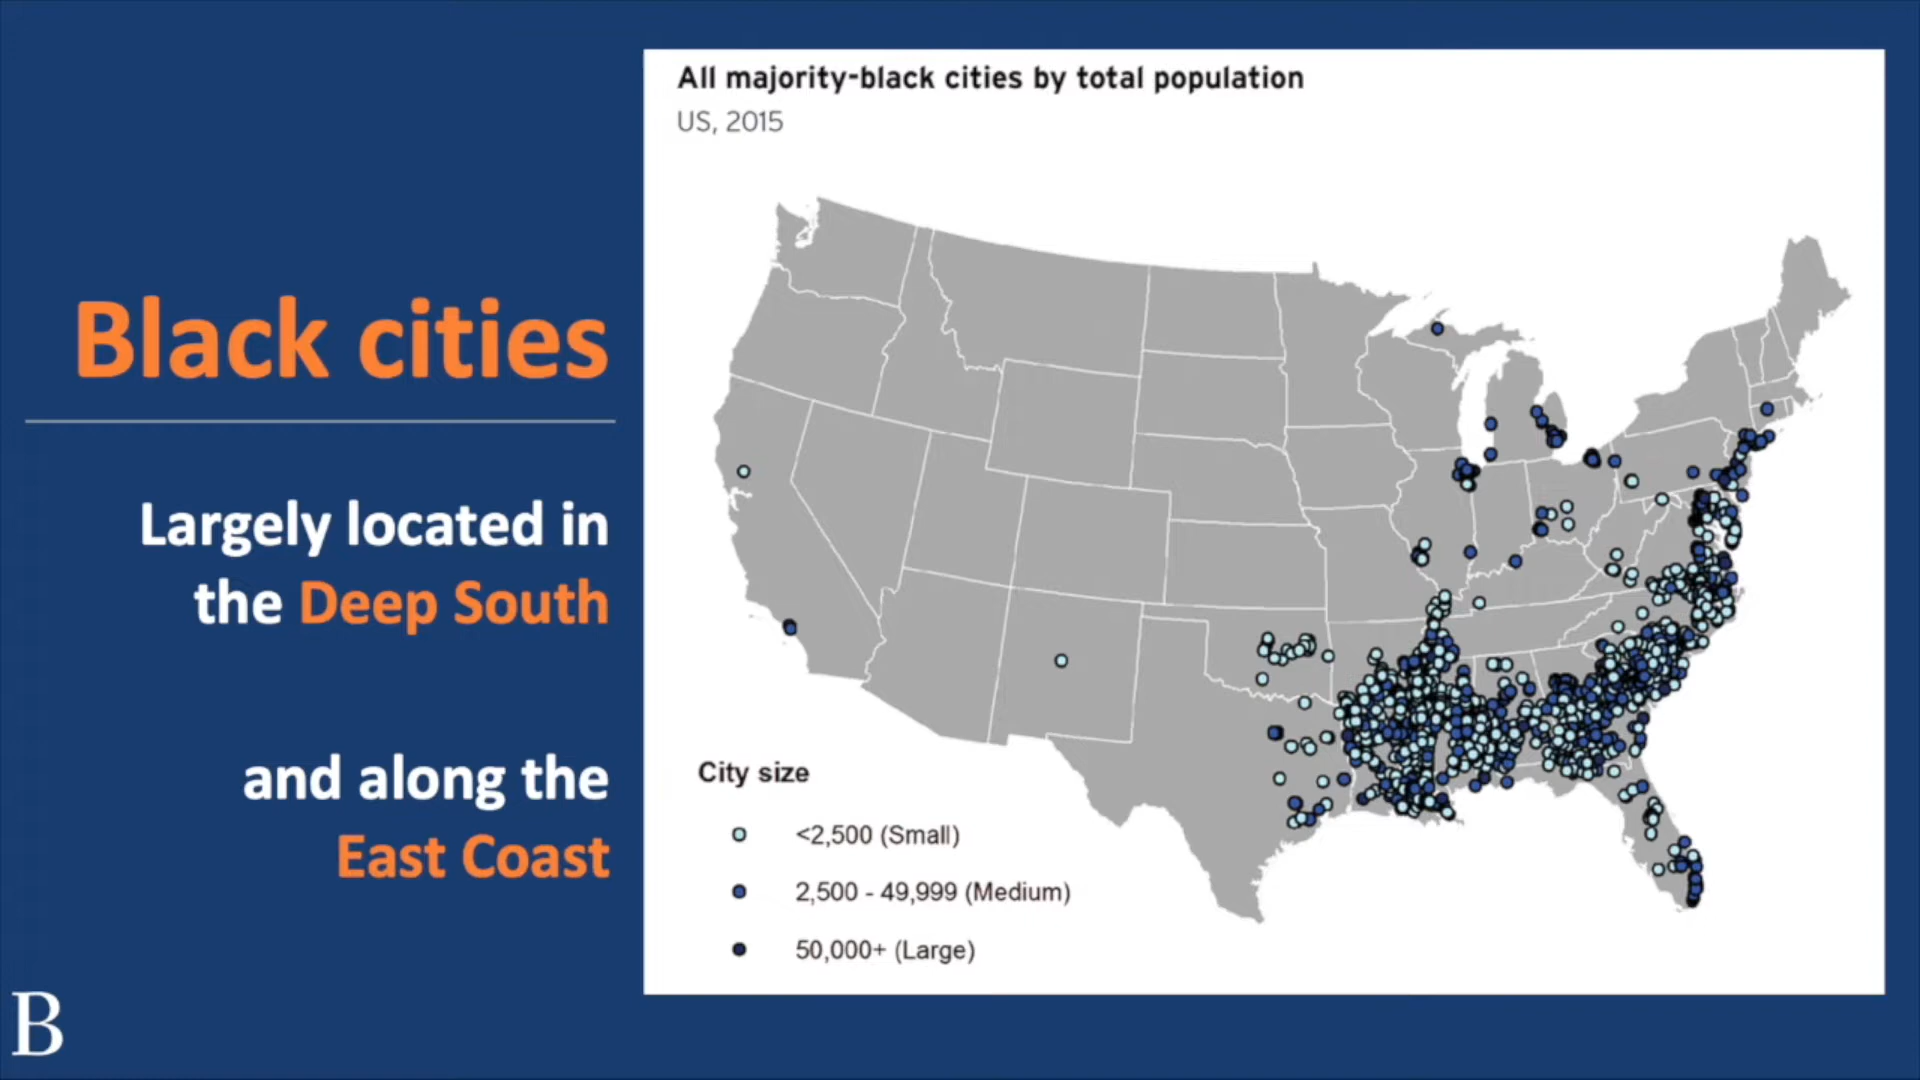 Black cities
Largely located in
the Deep South
and along the
East Coast
B
All majority-black cities by total population
US, 2015
City size
<2,500 (Small)
2,500 - 49,999 (Medium)
50,000+ (Large)